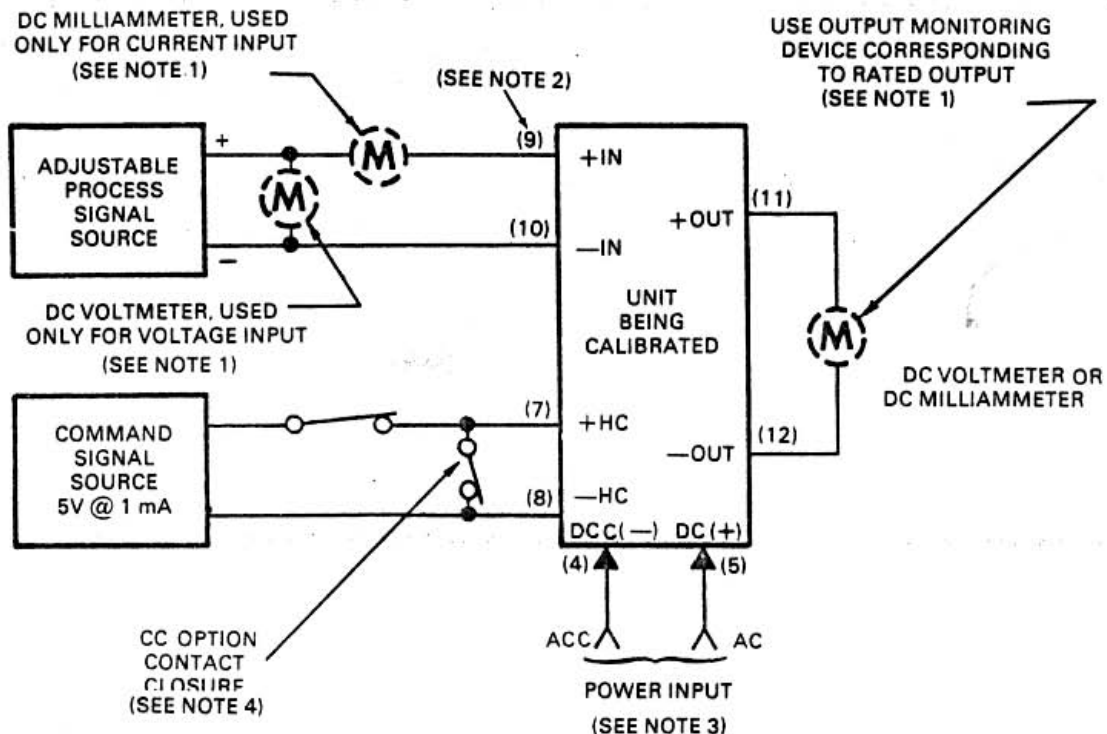 DC MILLIAMMETER, USED
ONLY FOR CURRENT INPUT
(SEE NOTE 1)
USE OUTPUT MONITORING
DEVICE CORRESPONDING
TO RATED OUTPUT
(SEE NOTE 1)
(SEE NOTE 2)
ADJUSTABLE
PROCESS
SIGNAL
SOURCE
+
−
M
M
(9)
(10)
+IN
−IN
DC VOLTMETER, USED
ONLY FOR VOLTAGE INPUT
(SEE NOTE 1)
UNIT
BEING
CALIBRATED
+OUT
(11)
M
DC VOLTMETER OR
DC MILLIAMMETER
−OUT
(12)
COMMAND
SIGNAL
SOURCE
5V @ 1 mA
(7)
+HC
(8)
−HC
DCC(−) DC(+)
(4) (5)
ACC AC
POWER INPUT
(SEE NOTE 3)
CC OPTION
CONTACT
CLOSURE
(SEE NOTE 4)